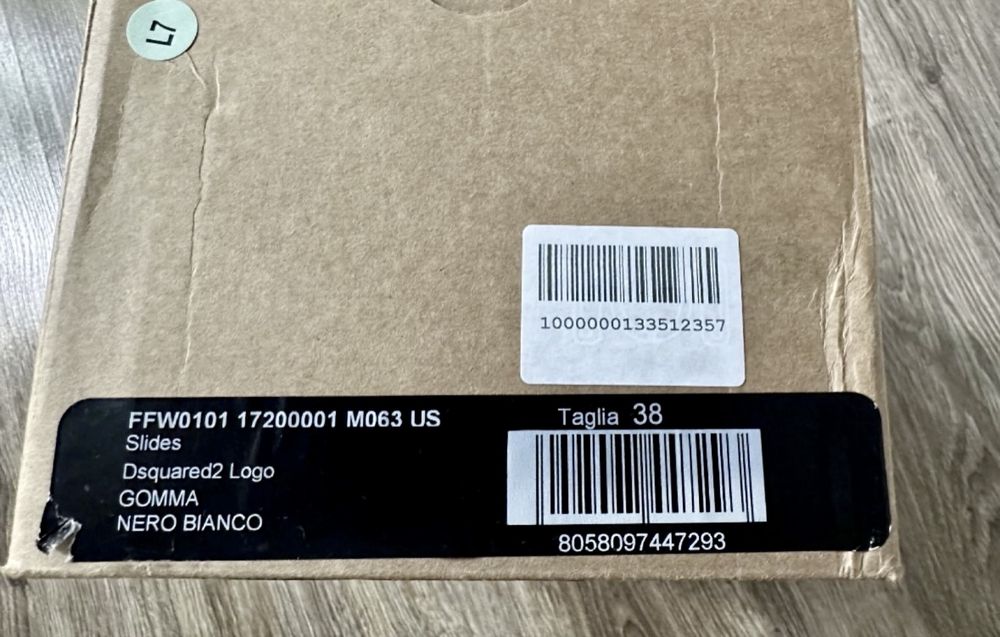 L7
1000000133512357
FFW0101 17200001 M063 US
Slides
Dsquared2 Logo
GOMMA
NERO BIANCO
Taglia 38
8058097447293